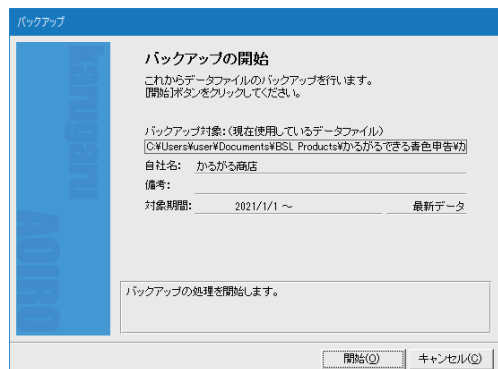 バックアップ
バックアップの開始
これからデータファイルのバックアップを行います。
[開始]ボタンをクリックしてください。
バックアップ対象：(現在使用しているデータファイル)
C:¥Users¥user¥Documents¥BSL Products¥かるがるできる青色申告¥か
自社名： かるがる商店
備考：
対象期間： 2021/1/1 ～ 最新データ
karugaru
AOIRO
バックアップの処理を開始します。
開始(O) キャンセル(C)